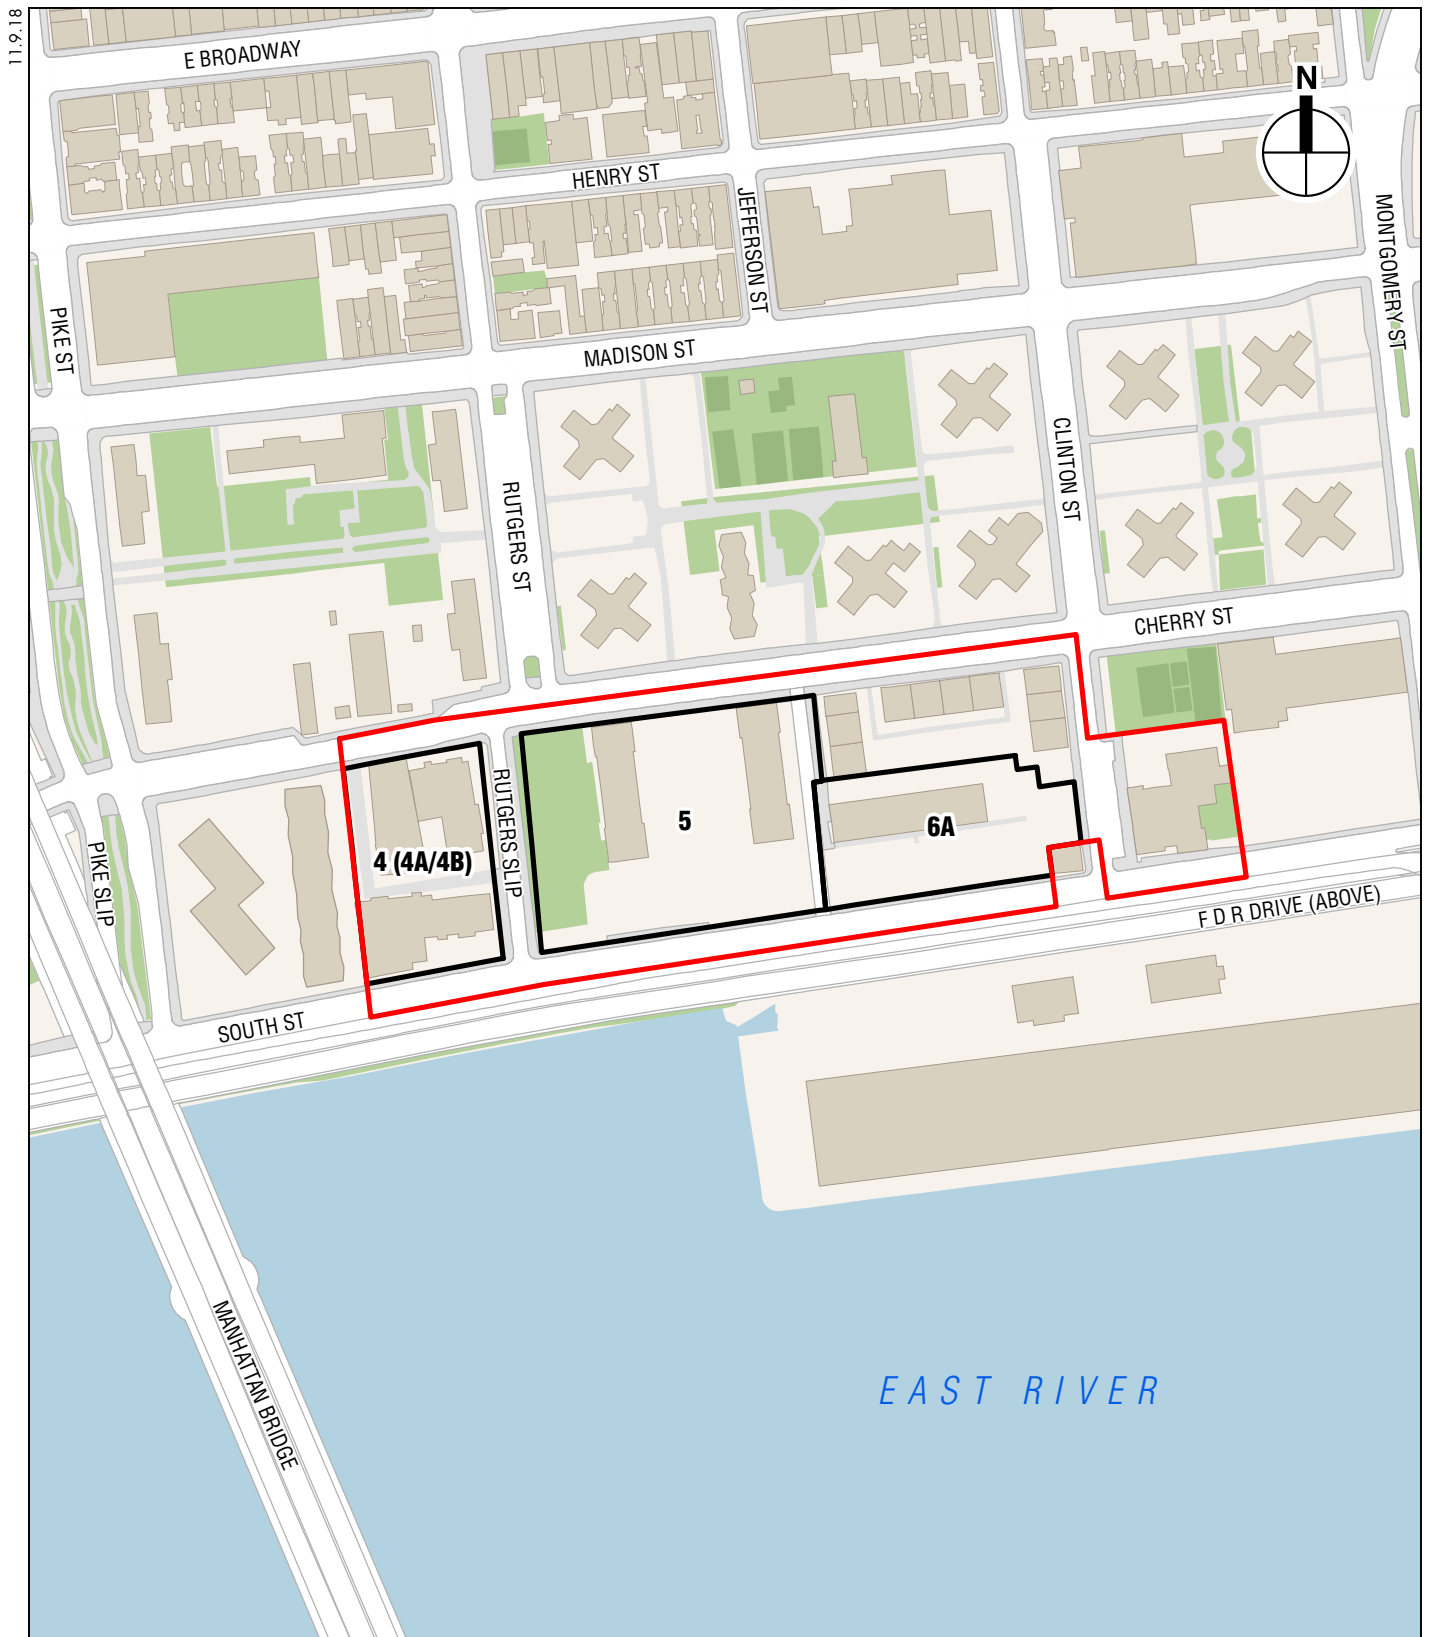 11.9.18
E BROADWAY
N
HENRY ST
JEFFERSON ST
MONTGOMERY ST
PIKE ST
MADISON ST
CLINTON ST
RUTGERS ST
CHERRY ST
RUTGERS SLIP
5
6A
4 (4A/4B)
PIKE SLIP
F D R DRIVE (ABOVE)
SOUTH ST
MANHATTAN BRIDGE
EAST RIVER